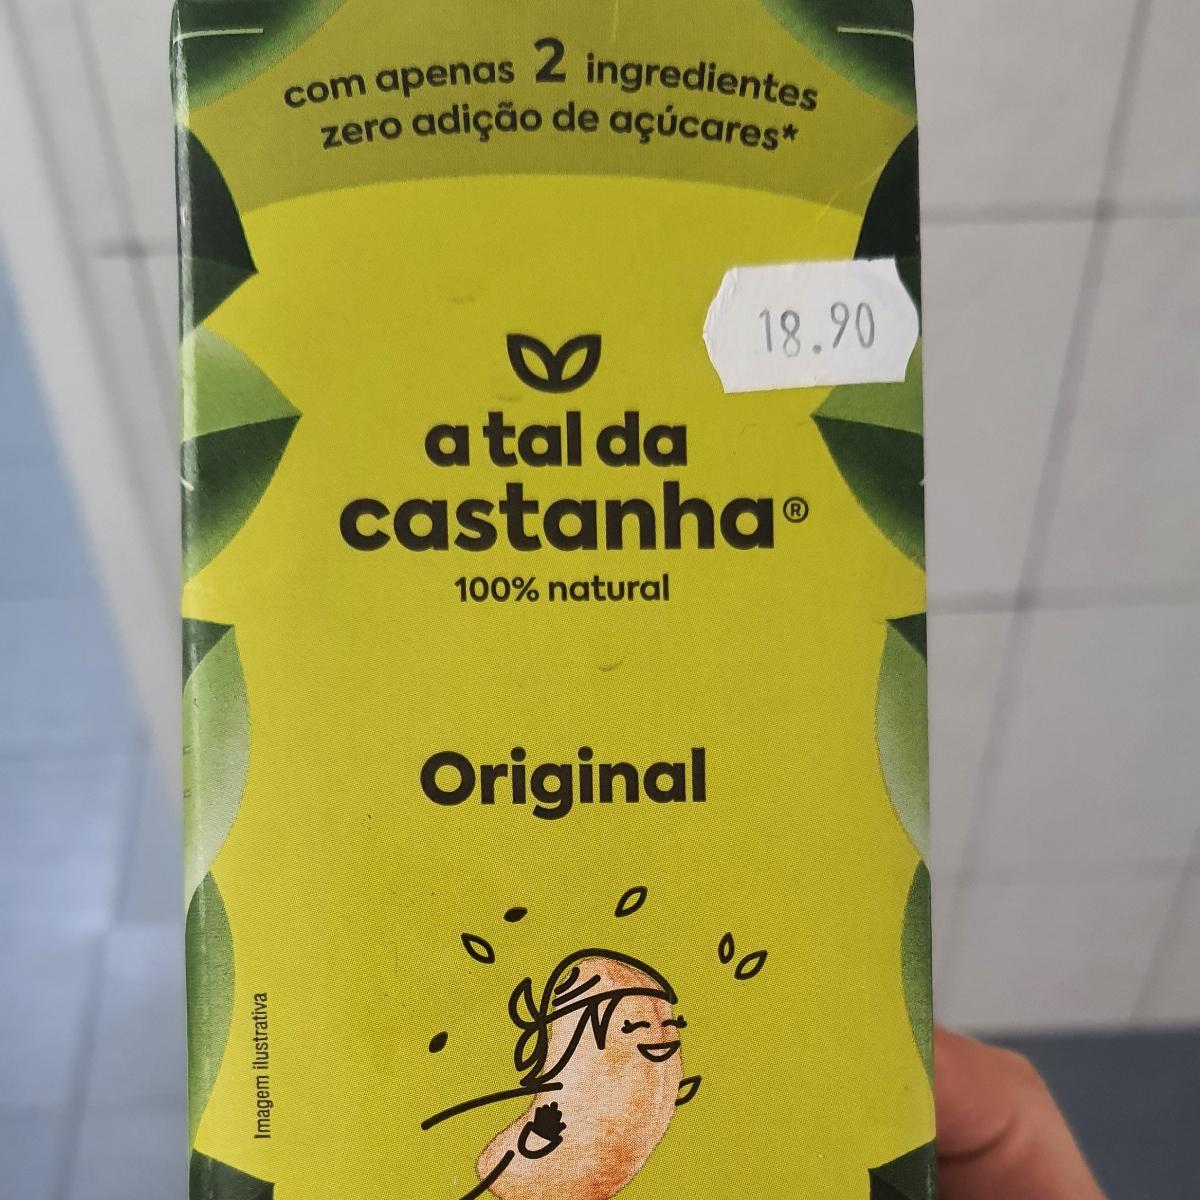 com apenas 2 ingredientes
zero adição de açúcares*
18.90
a tal da
castanha®
100% natural
Original
Imagem ilustrativa